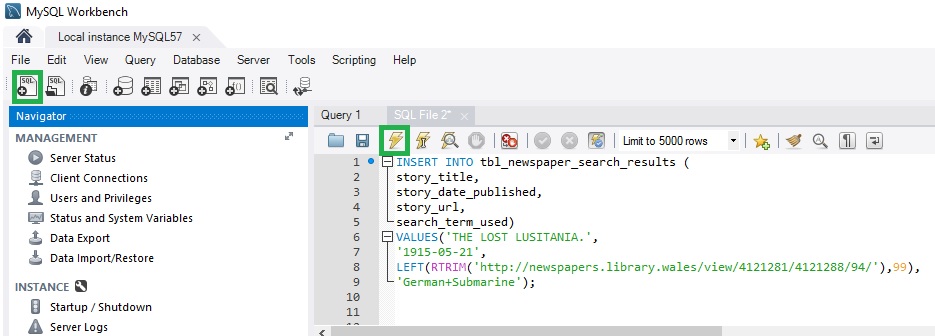 MySQL Workbench
Local instance MySQL57
File Edit View Query Database Server Tools Scripting Help
SQL SQL
Navigator
Query 1 SQL File 2*
MANAGEMENT
Server Status
Client Connections
Users and Privileges
Status and System Variables
Data Export
Data Import/Restore
INSTANCE
Startup / Shutdown
Server Logs
Limit to 5000 rows
1 INSERT INTO tbl_newspaper_search_results (
2 story_title,
3 story_date_published,
4 story_url,
5 search_term_used)
6 VALUES('THE LOST LUSITANIA.',
7 '1915-05-21',
8 LEFT(RTRIM('http://newspapers.library.wales/view/4121281/4121288/94/'),99),
9 'German+Submarine');
10
11
12